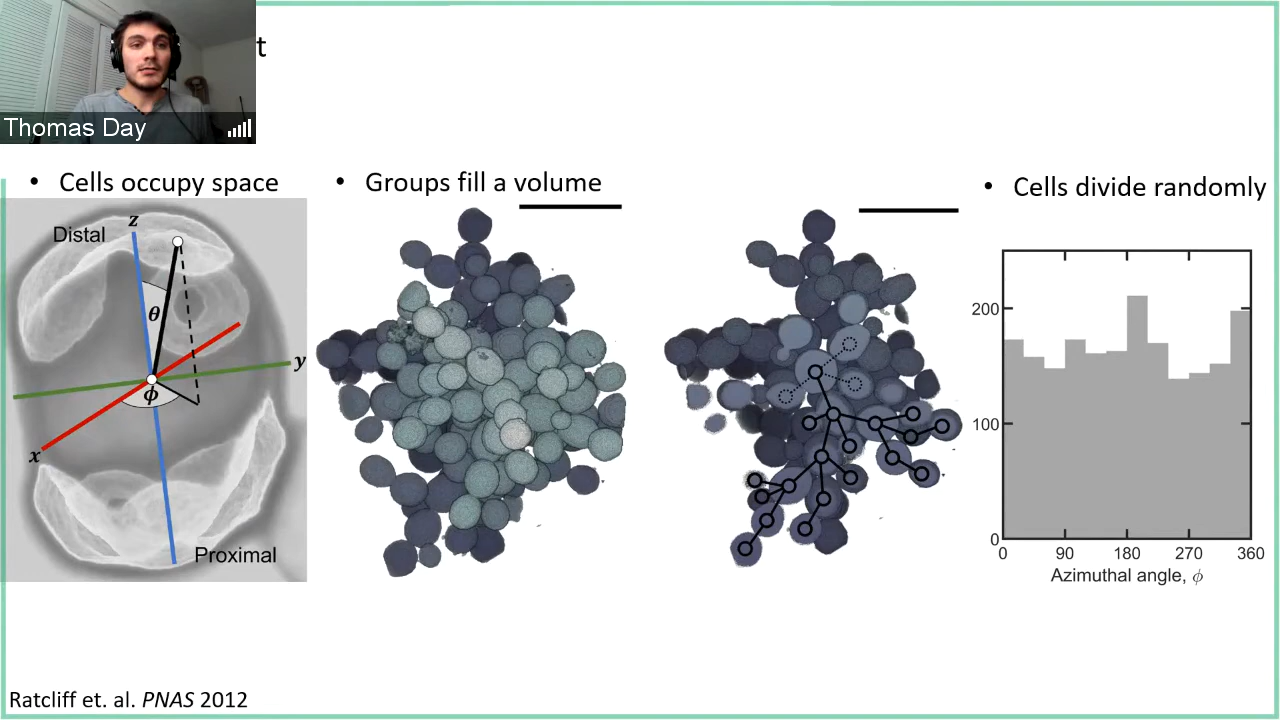 t
Thomas Day
• Cells occupy space
• Groups fill a volume
• Cells divide randomly
Distal
z
θ
y
ϕ
x
Proximal
200
100
0
0 90 180 270 360
Azimuthal angle, ϕ
Ratcliff et. al. PNAS 2012